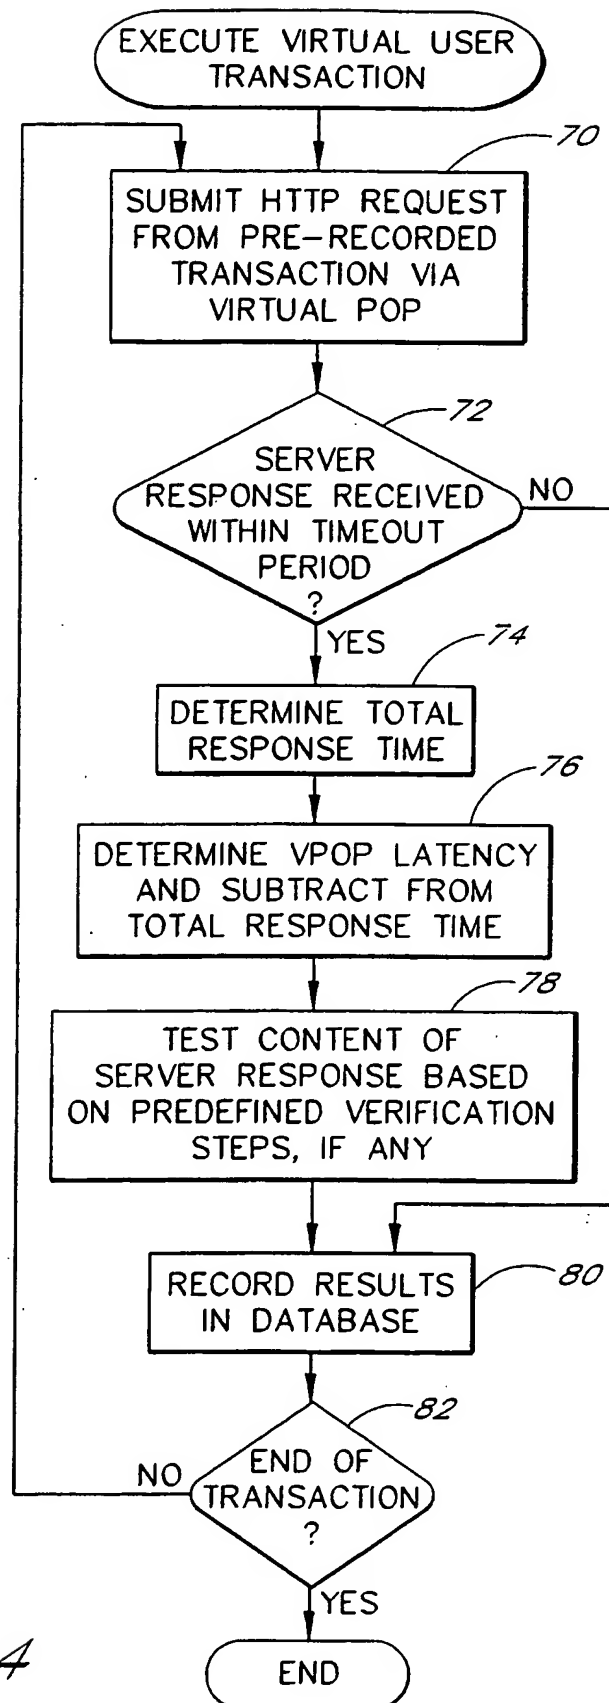 EXECUTE VIRTUAL USER
TRANSACTION
70
SUBMIT HTTP REQUEST
FROM PRE-RECORDED
TRANSACTION VIA
VIRTUAL POP
72
SERVER
RESPONSE RECEIVED
WITHIN TIMEOUT
PERIOD
?
NO
YES
74
DETERMINE TOTAL
RESPONSE TIME
76
DETERMINE VPOP LATENCY
AND SUBTRACT FROM
TOTAL RESPONSE TIME
78
TEST CONTENT OF
SERVER RESPONSE BASED
ON PREDEFINED VERIFICATION
STEPS, IF ANY
RECORD RESULTS
IN DATABASE
80
82
NO
END OF
TRANSACTION
?
YES
4
END